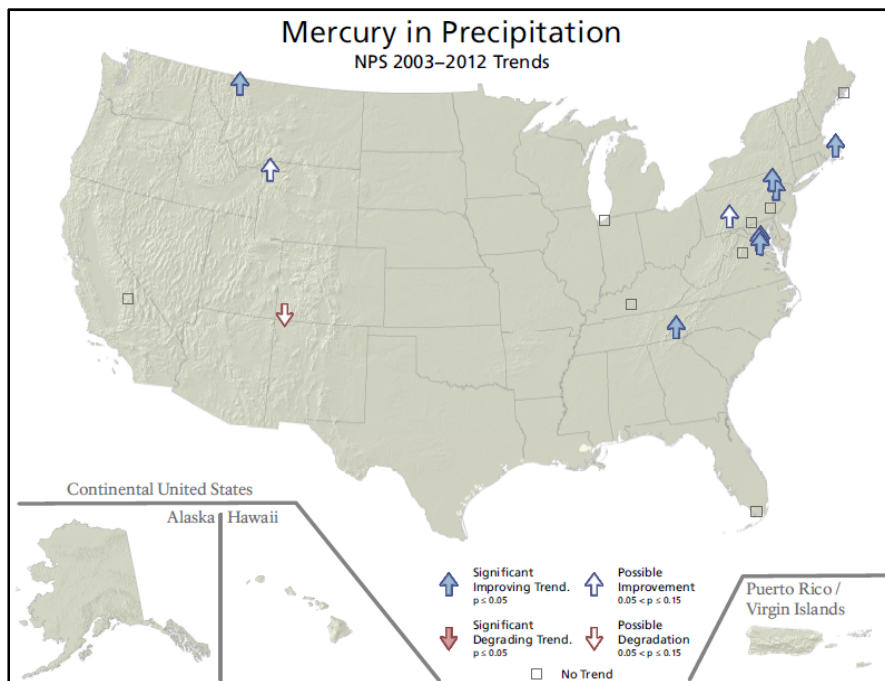 Mercury in Precipitation
NPS 2003–2012 Trends
Continental United States
Alaska
Hawaii
Significant
Improving Trend.
p ≤ 0.05
Possible
Improvement
0.05 < p ≤ 0.15
Significant
Degrading Trend.
p ≤ 0.05
Possible
Degradation
0.05 < p ≤ 0.15
No Trend
Puerto Rico /
Virgin Islands